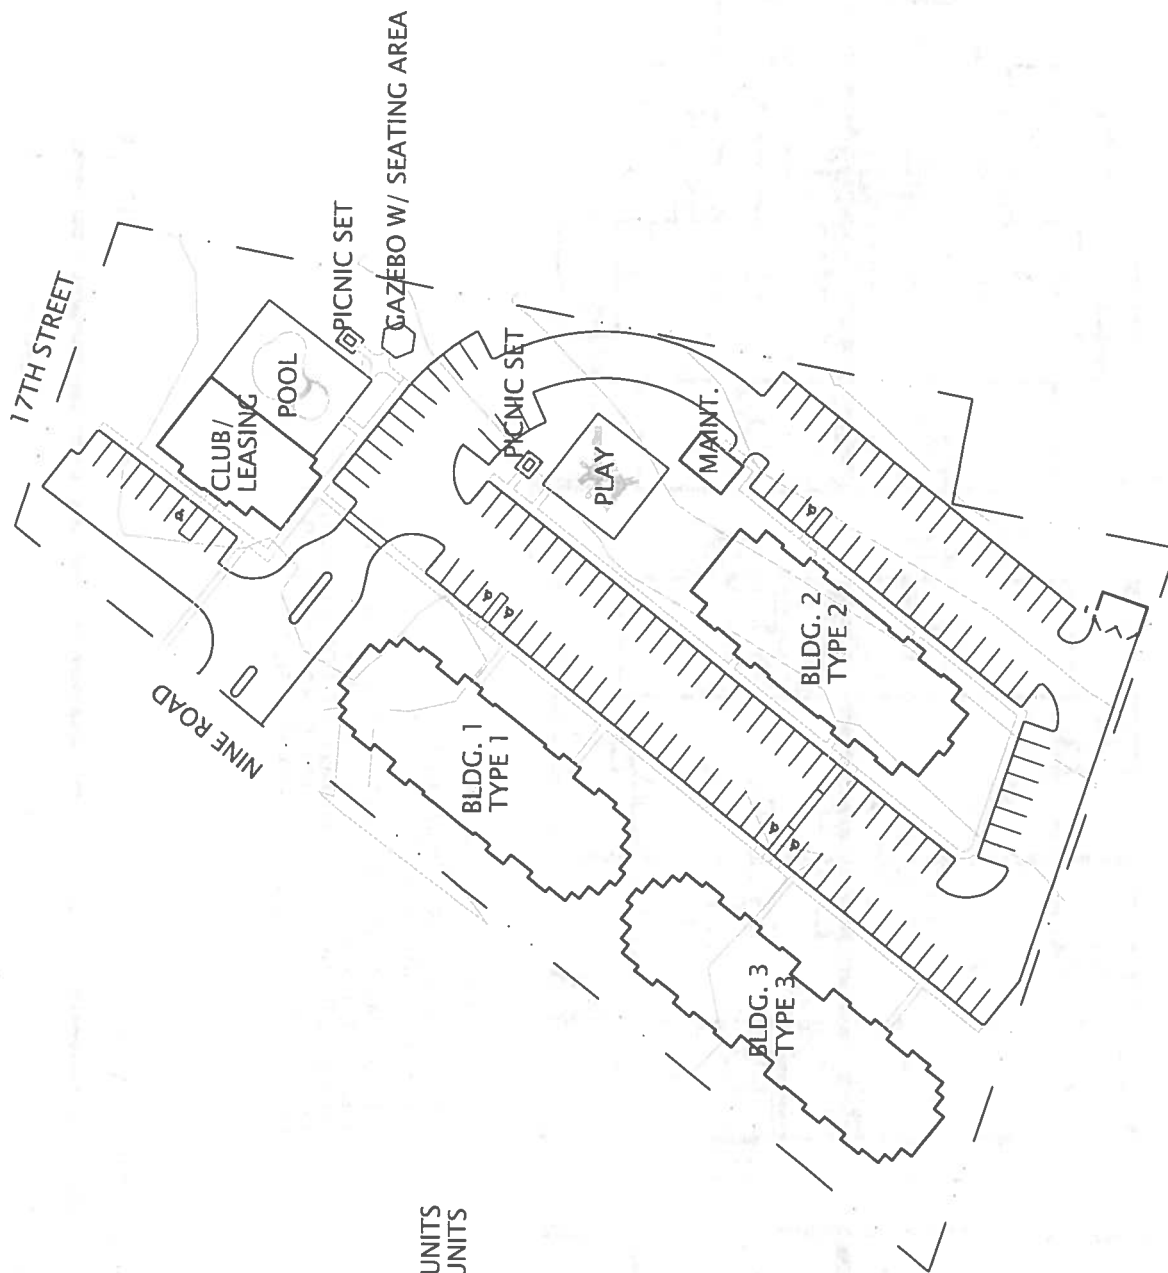 17TH STREET
NINE ROAD
CLUB/
LEASING
POOL
PICNIC SET
GAZEBO W/ SEATING AREA
PICNIC SET
PLAY
MAINT.
BLDG. 1
TYPE 1
BLDG. 2
TYPE 2
BLDG. 3
TYPE 3
UNITS
UNITS